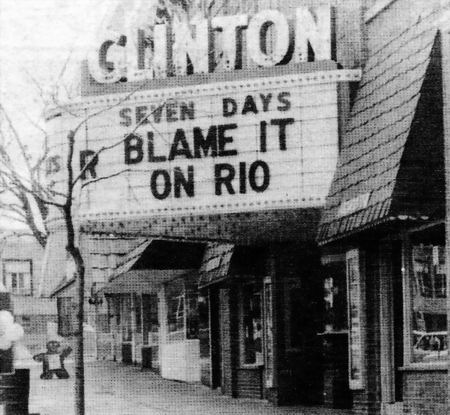 CLINTON
SEVEN DAYS
BLAME IT
ON RIO
R